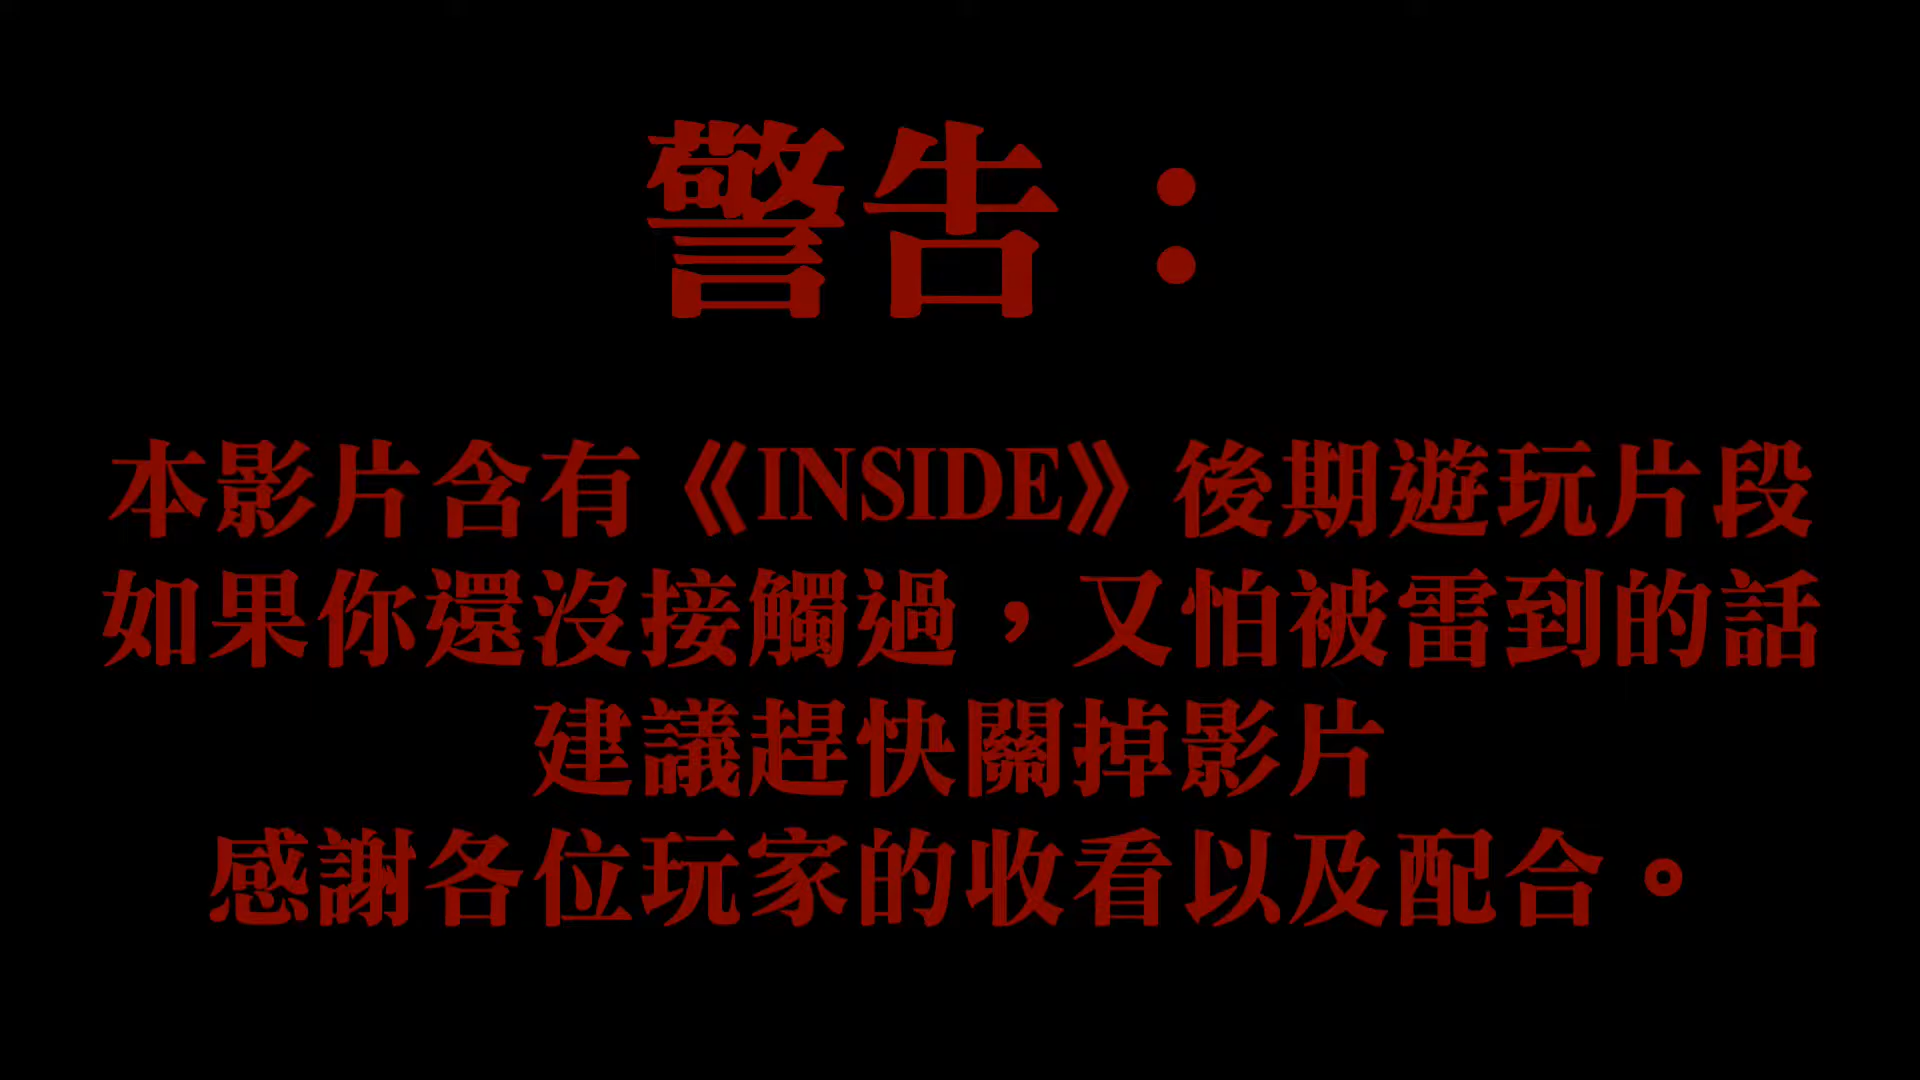 警告：
本影片含有《INSIDE》後期遊玩片段
如果你還沒接觸過，又怕被雷到的話
建議趕快關掉影片
感謝各位玩家的收看以及配合。